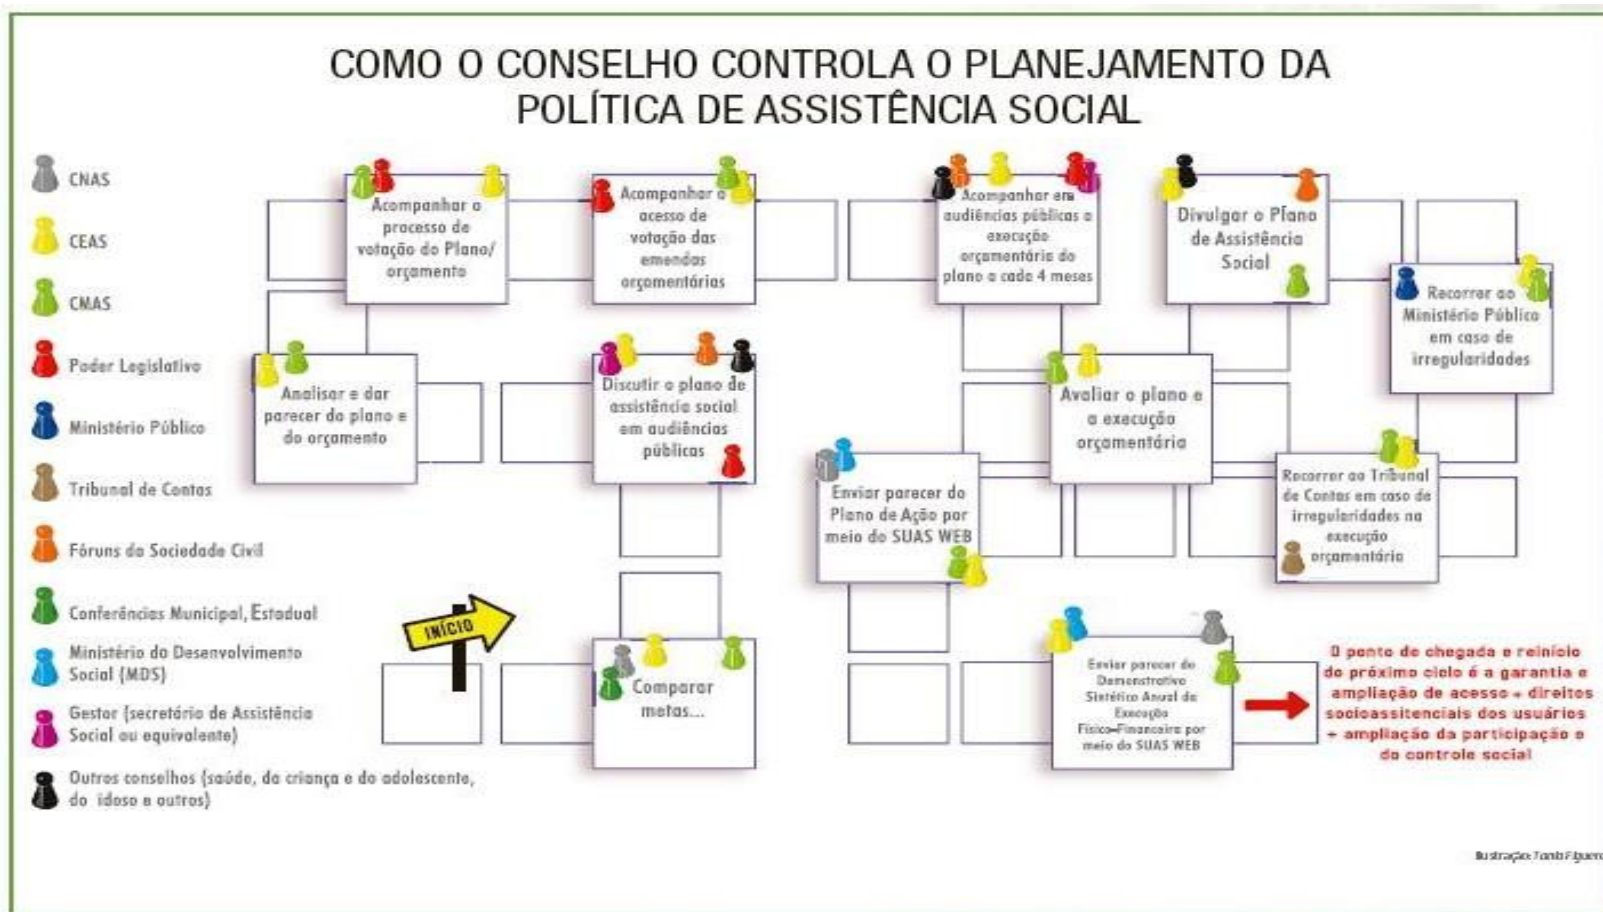 COMO O CONSELHO CONTROLA O PLANEJAMENTO DA
POLÍTICA DE ASSISTÊNCIA SOCIAL
CNAS
CEAS
CMAS
Poder Legislativo
Ministério Público
Tribunal de Contas
Fóruns da Sociedade Civil
Conferências Municipal, Estadual
Ministério do Desenvolvimento
Social (MDS)
Gestor (secretário de Assistência
Social ou equivalente)
Outros conselhos (saúde, da criança e do adolescente,
do idoso e outros)
INÍCIO
Comparar
metas...
Discutir o plano de
assistência social
em audiências
públicas
Analisar e dar
parecer do plano e
do orçamento
Acompanhar o
processo de
votação do Plano/
orçamento
Acompanhar o
acesso de
votação das
emendas
orçamentárias
Acompanhar em
audiências públicas a
execução
orçamentária do
plano a cada 4 meses
Divulgar o Plano
de Assistência
Social
Recorrer ao
Ministério Público
em caso de
irregularidades
Avaliar o plano e
a execução
orçamentária
Recorrer ao Tribunal
de Contas em caso de
irregularidades na
execução
orçamentária
Enviar parecer do
Plano de Ação por
meio do SUAS WEB
Enviar parecer do
Demonstrativo
Sintético Anual da
Execução
Físico-Financeira por
meio do SUAS WEB
O ponto de chegada e reinício
do próximo ciclo é a garantia e
ampliação de acesso + direitos
socioassitenciais dos usuários
+ ampliação da participação e
do controle social
Ilustração: